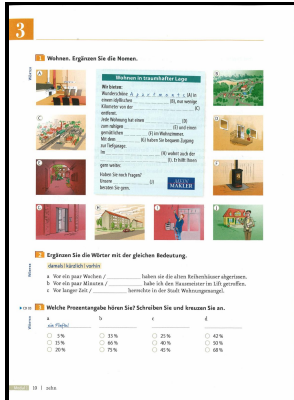 3
1 Wohnen. Ergänzen Sie die Nomen.
Wörter
Wohnen in traumhafter Lage
Wir bieten:
Wunderschöne A p a r t m e n t s (A) in
einem idyllischen (B), nur wenige
Kilometer von der (C)
entfernt.
Jede Wohnung hat einen (D)
zum ruhigen (E) und einen
gemütlichen (F) im Wohnzimmer.
Mit dem (G) haben Sie bequem Zugang
zur Tiefgarage.
Im (H) wohnt auch der
(I). Er hilft Ihnen
gern weiter.
Haben Sie noch Fragen?
Unsere (J)
beraten Sie gern.
ALLES
MAKLER
A
B
C
D
E
F
G
H
I
J
2 Ergänzen Sie die Wörter mit der gleichen Bedeutung.
Wörter
damals | kürzlich | vorhin
a Vor ein paar Wochen / haben sie die alten Reihenhäuser abgerissen.
b Vor ein paar Minuten / habe ich den Hausmeister im Lift getroffen.
c Vor langer Zeit / herrschte in der Stadt Wohnungsmangel.
3 Welche Prozentangabe hören Sie? Schreiben Sie und kreuzen Sie an.
Wörter
a b c d
ein Fünftel
5 % 33 % 25 % 42 %
15 % 66 % 40 % 50 %
20 % 75 % 45 % 68 %
10 | zehn